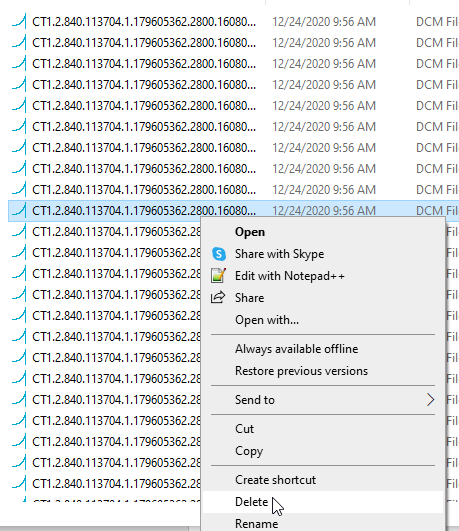 CT1.2.840.113704.1.179605362.2800.16080... 12/24/2020 9:56 AM DCM Fil
CT1.2.840.113704.1.179605362.2800.16080... 12/24/2020 9:56 AM DCM Fil
CT1.2.840.113704.1.179605362.2800.16080... 12/24/2020 9:56 AM DCM Fil
CT1.2.840.113704.1.179605362.2800.16080... 12/24/2020 9:56 AM DCM Fil
CT1.2.840.113704.1.179605362.2800.16080... 12/24/2020 9:56 AM DCM Fil
CT1.2.840.113704.1.179605362.2800.16080... 12/24/2020 9:56 AM DCM Fil
CT1.2.840.113704.1.179605362.2800.16080... 12/24/2020 9:56 AM DCM Fil
CT1.2.840.113704.1.179605362.2800.16080... 12/24/2020 9:56 AM DCM Fil
CT1.2.840.113704.1.179605362.2800.16080... 12/24/2020 9:56 AM DCM Fil
CT1.2.840.113704.1.179605362.2800.16080... 12/24/2020 9:56 AM DCM Fil
CT1.2.840.113704.1.179605362.28
CT1.2.840.113704.1.179605362.28
CT1.2.840.113704.1.179605362.28
CT1.2.840.113704.1.179605362.28
CT1.2.840.113704.1.179605362.28
CT1.2.840.113704.1.179605362.28
CT1.2.840.113704.1.179605362.28
CT1.2.840.113704.1.179605362.28
CT1.2.840.113704.1.179605362.28
CT1.2.840.113704.1.179605362.28
CT1.2.840.113704.1.179605362.28
CT1.2.840.113704.1.179605362.28
CT1.2.840.113704.1.179605362.28
CT1.2.840.113704.1.179605362.28
Open
Share with Skype
Edit with Notepad++
Share
Open with...
Always available offline
Restore previous versions
Send to
Cut
Copy
Create shortcut
Delete
Rename